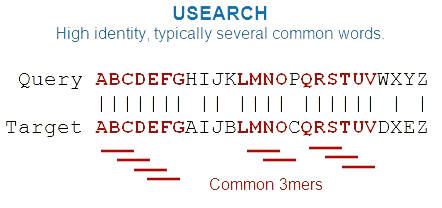 USEARCH
High identity, typically several common words.
Query ABCDEFGHIJKLMNOPQRSTUVWXYZ
Target ABCDEFGAIJBLMNOCQRSTUVDXEZ
Common 3mers